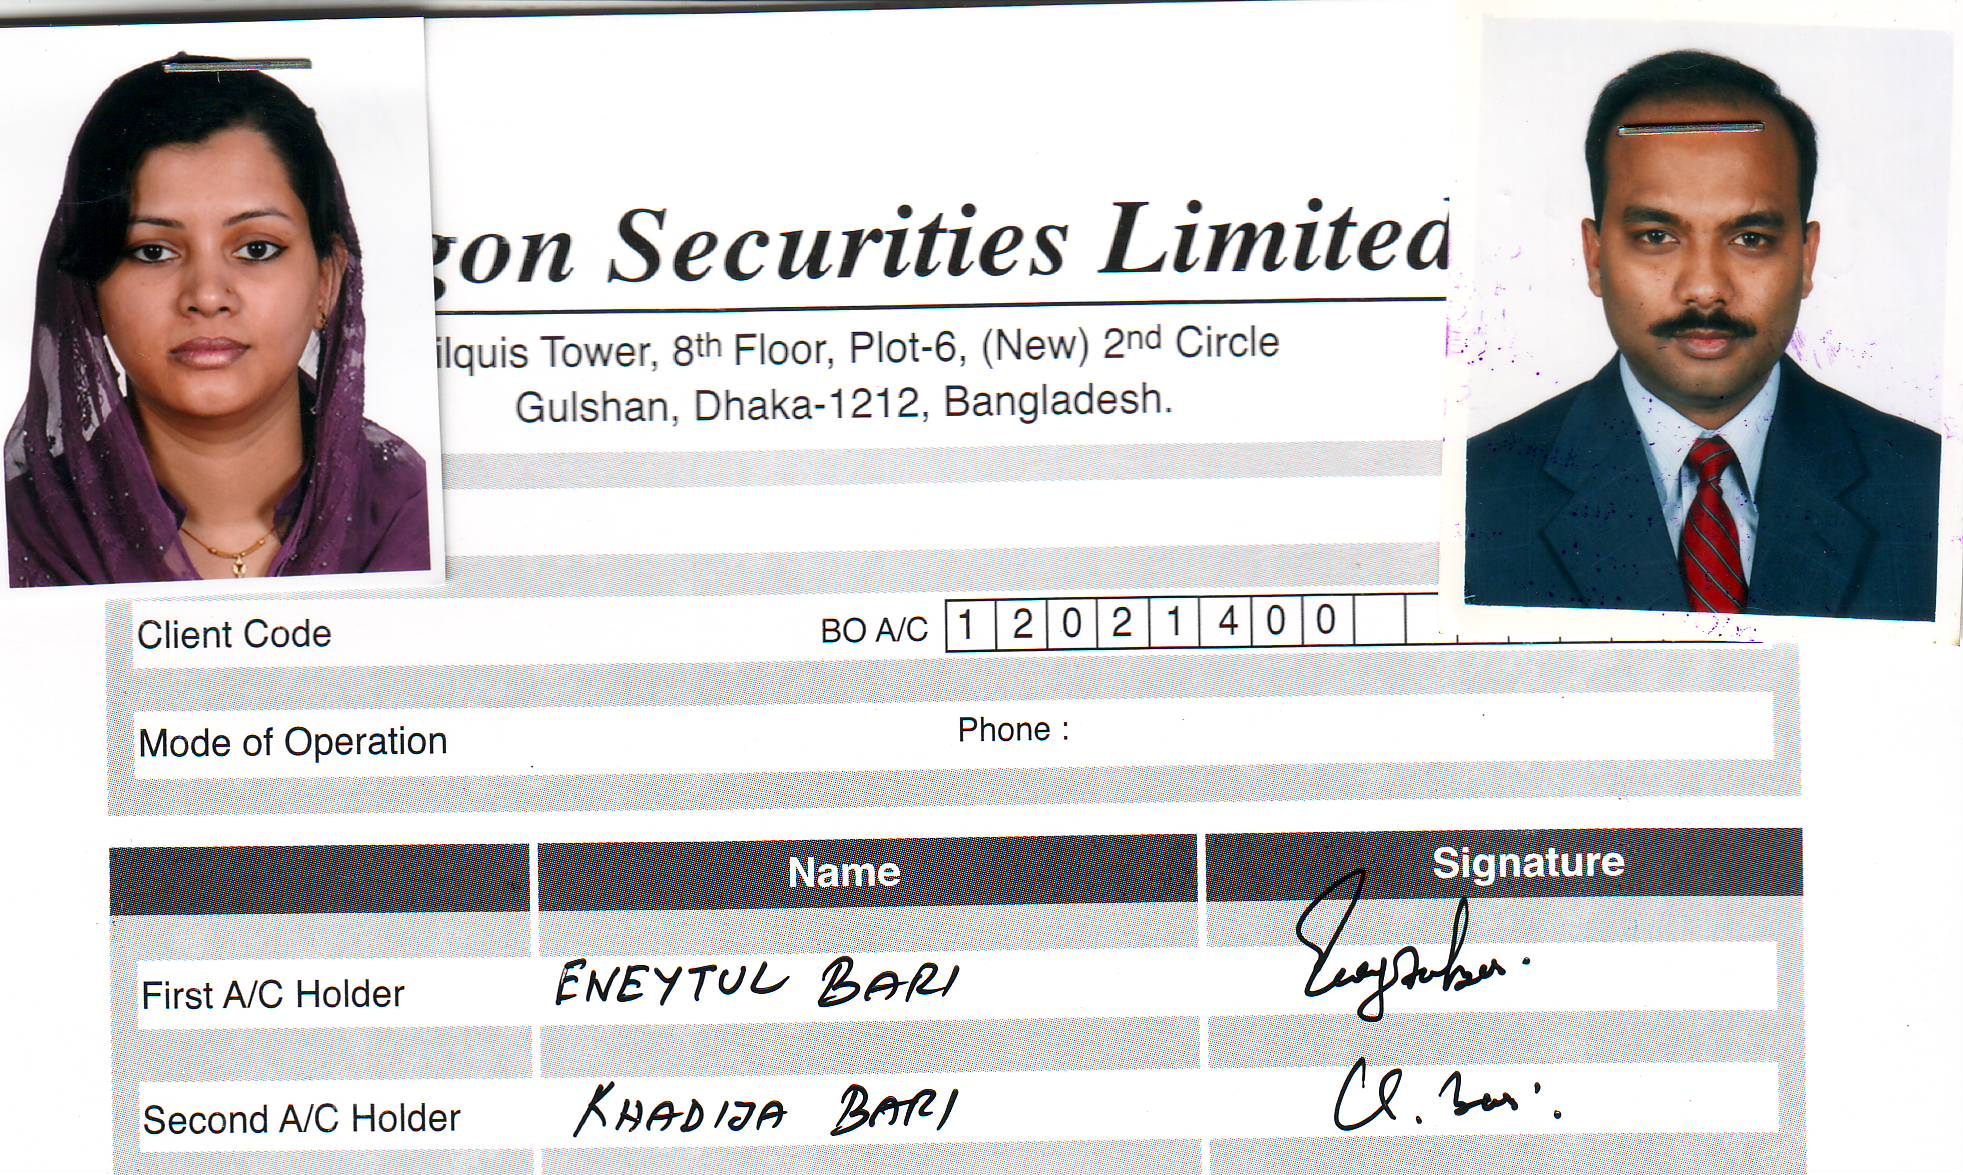 gon Securities Limited
ilquis Tower, 8th Floor, Plot-6, (New) 2nd Circle
Gulshan, Dhaka-1212, Bangladesh.
Client Code BO A/C 1 2 0 2 1 4 0 0
Mode of Operation Phone :
Name Signature
First A/C Holder ENEYTUL BARI
Second A/C Holder KHADIJA BARI